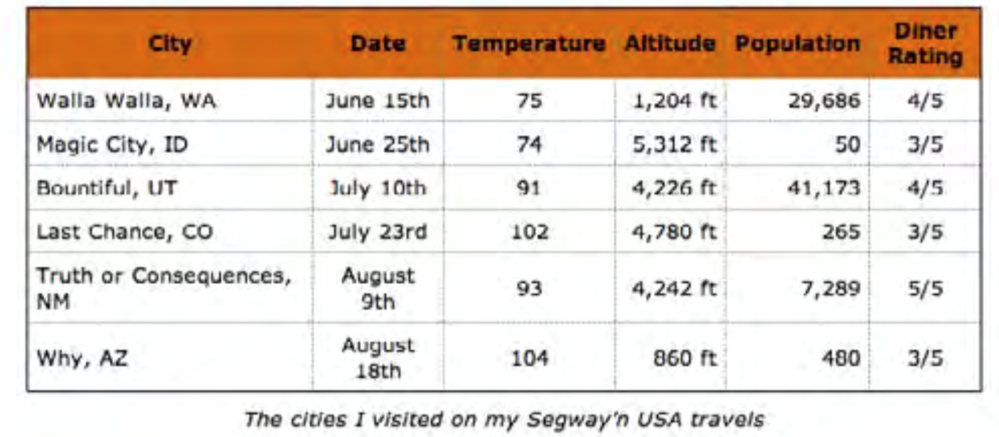 City Date Temperature Altitude Population Diner Rating
Walla Walla, WA June 15th 75 1,204 ft 29,686 4/5
Magic City, ID June 25th 74 5,312 ft 50 3/5
Bountiful, UT July 10th 91 4,226 ft 41,173 4/5
Last Chance, CO July 23rd 102 4,780 ft 265 3/5
Truth or Consequences, NM August 9th 93 4,242 ft 7,289 5/5
Why, AZ August 18th 104 860 ft 480 3/5
The cities I visited on my Segway'n USA travels